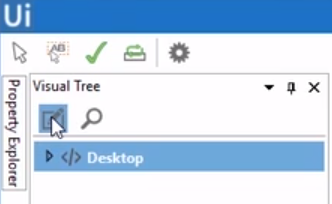 Ui
AB
Visual Tree
Property Explorer
</> Desktop